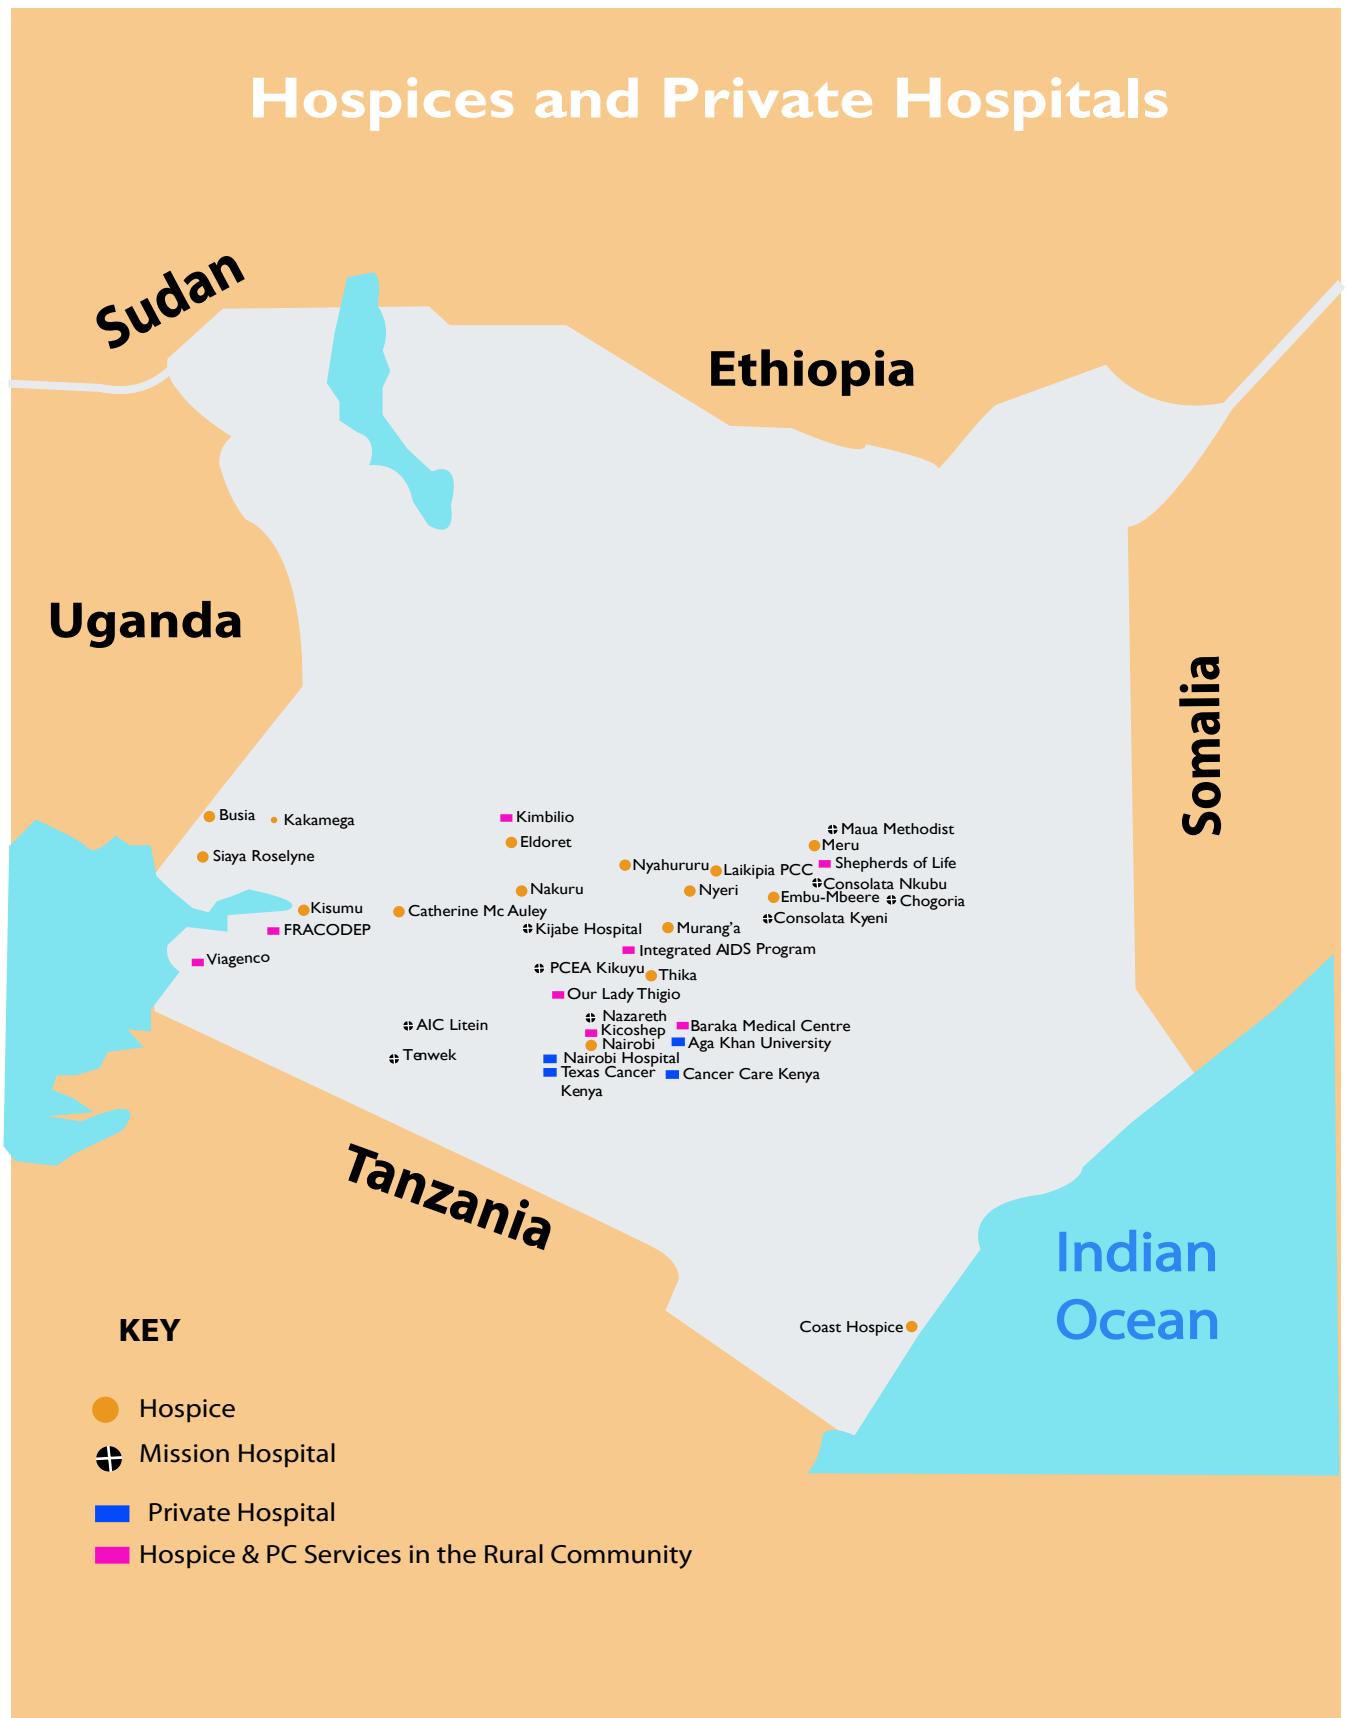 Hospices and Private Hospitals
Sudan
Ethiopia
Uganda
Somalia
Busia
Kakamega
Kimbilio
Maua Methodist
Eldoret
Meru
Siaya Roselyne
Nyahururu
Laikipia PCC
Shepherds of Life
Nakuru
Nyeri
Consolata Nkubu
Embu-Mbeere
Chogoria
Kisumu
Catherine Mc Auley
Consolata Kyeni
FRACODEP
Kijabe Hospital
Murang'a
Integrated AIDS Program
Viagenco
PCEA Kikuyu
Thika
Our Lady Thigio
Nazareth
AIC Litein
Kicoshep
Baraka Medical Centre
Nairobi
Aga Khan University
Tenwek
Nairobi Hospital
Texas Cancer
Kenya
Cancer Care Kenya
Tanzania
Indian
Ocean
Coast Hospice
KEY
Hospice
Mission Hospital
Private Hospital
Hospice & PC Services in the Rural Community